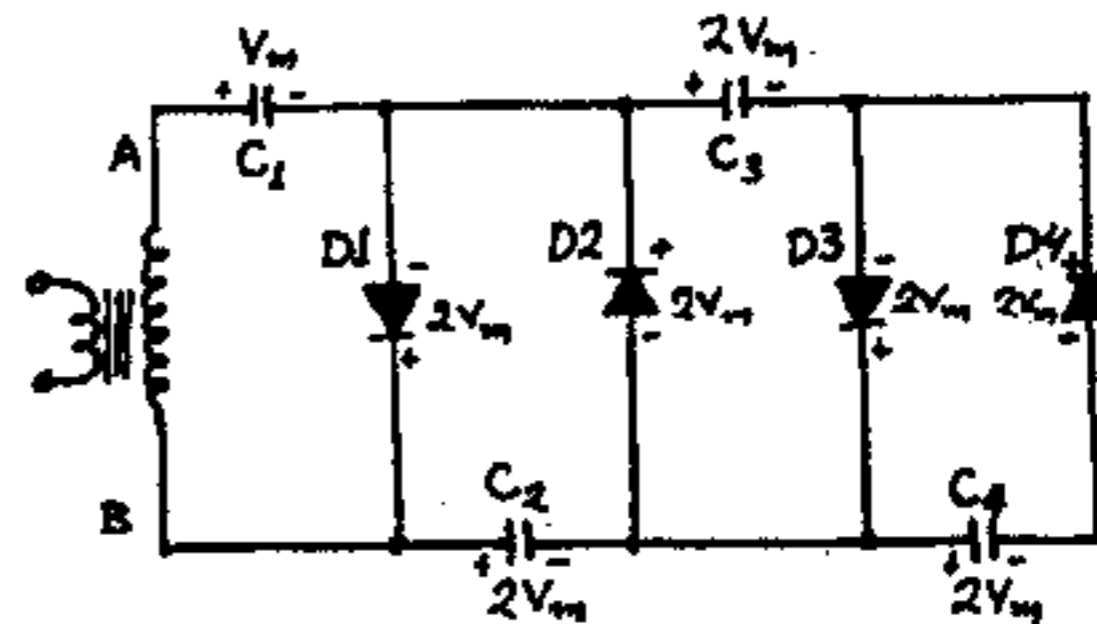 Vm 2Vm
+ - + -
A C1 C3
D1 - D2 + D3 - D4 +
2Vm 2Vm 2Vm 2Vm
+ - + -
B C2 C4
+ - + -
2Vm 2Vm